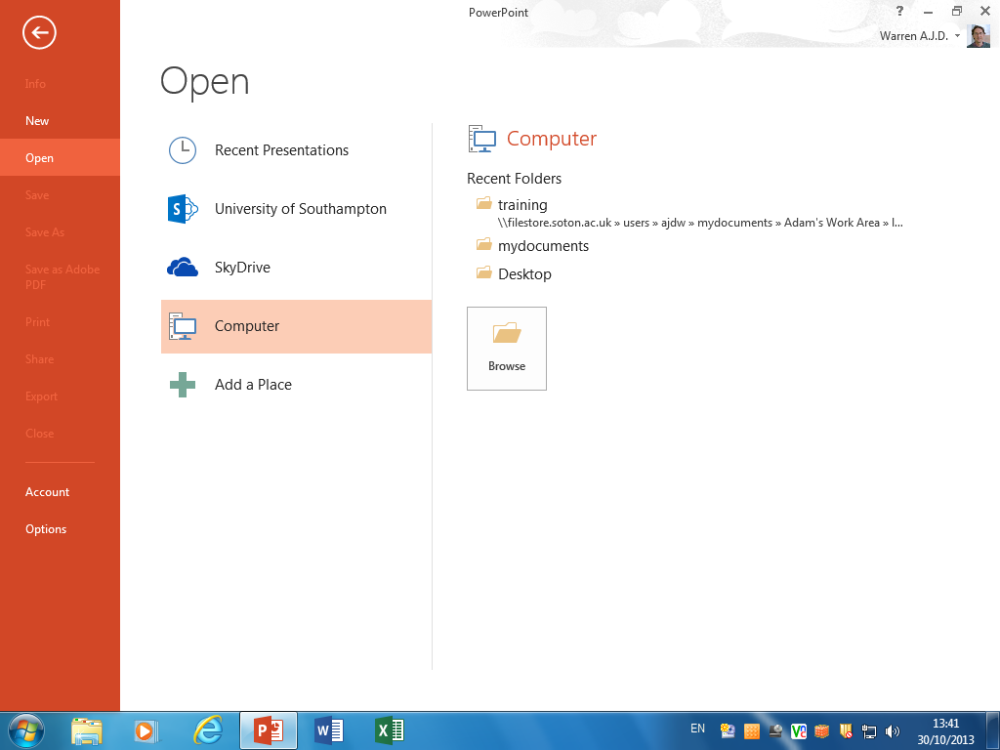 PowerPoint
?
Warren A.J.D.
Info
New
Open
Save
Save As
Save as Adobe
PDF
Print
Share
Export
Close
Account
Options
Open
Recent Presentations
University of Southampton
SkyDrive
Computer
Add a Place
Computer
Recent Folders
training
\\filestore.soton.ac.uk » users » ajdw » mydocuments » Adam's Work Area » I...
mydocuments
Desktop
Browse
EN
13:41
30/10/2013